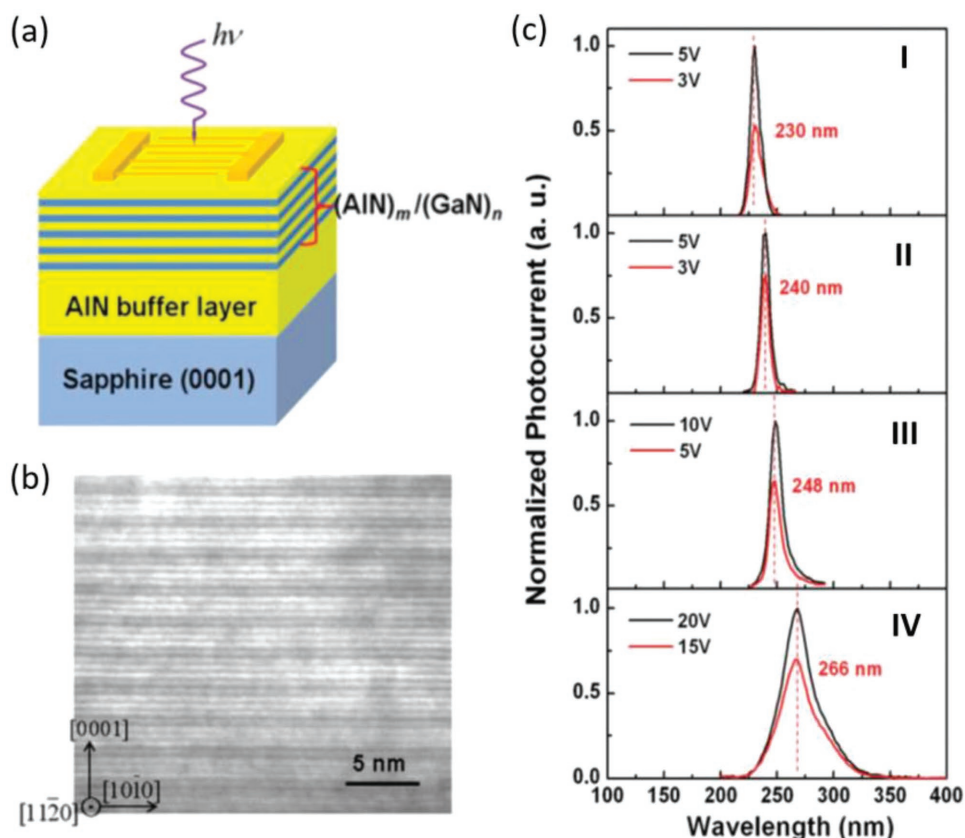 (a)
hν
(AlN)m/(GaN)n
AlN buffer layer
Sapphire (0001)
(b)
[0001]
[101̄0]
[112̄0]
5 nm
(c)
Normalized Photocurrent (a. u.)
1.0
0.5
5V
3V
230 nm
I
1.0
0.5
5V
3V
240 nm
II
1.0
0.5
10V
5V
248 nm
III
1.0
0.5
0.0
20V
15V
266 nm
IV
100 150 200 250 300 350 400
Wavelength (nm)